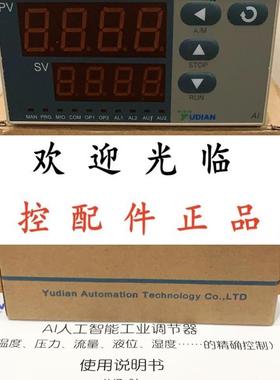 PV
8888
SV
8888
A/M
STOP
RUN
MAN PRG MIO COM OP1 OP2 AL1 AL2 AU1 AU2
YUDIAN
AI
欢迎光临
控配件正品
Yudian Automation Technology Co.,LTD
AI人工智能工业调节器
温度、压力、流量、液位、湿度……的精确控制)
使用说明书